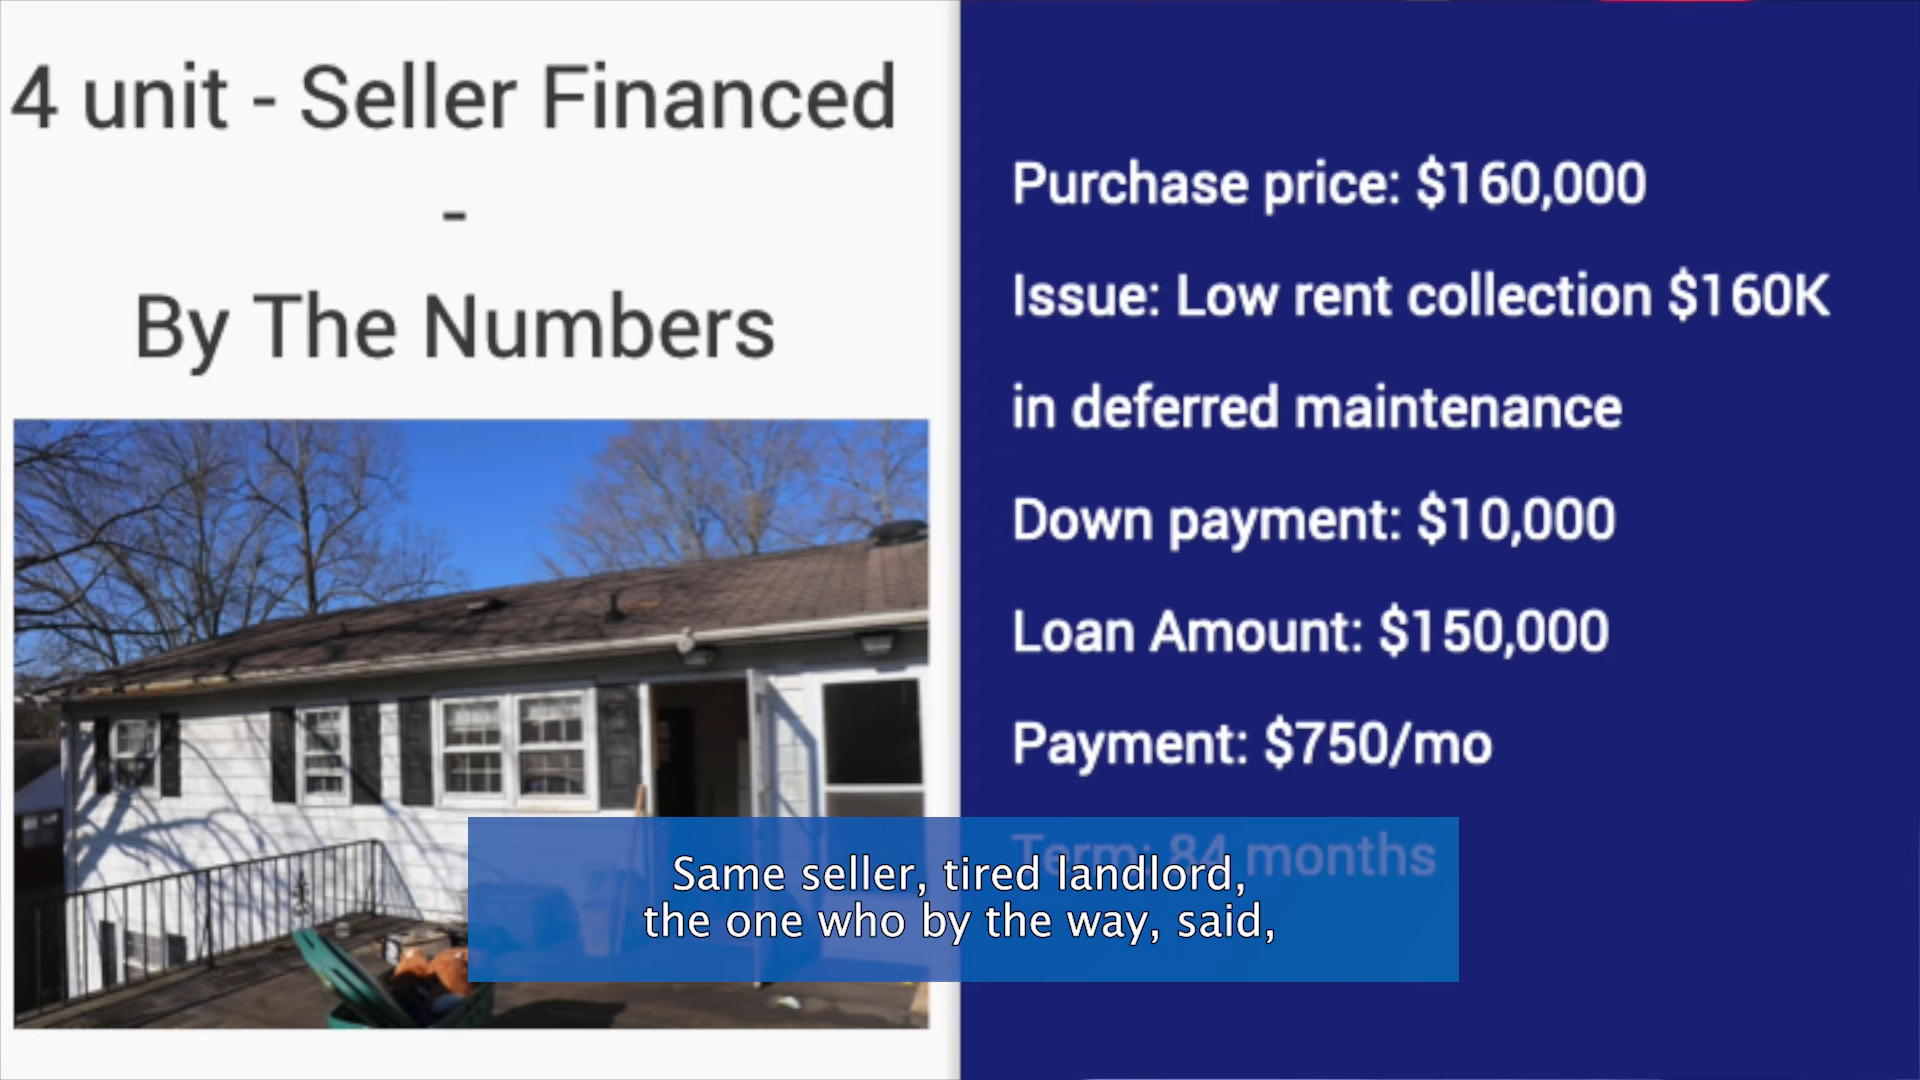 4 unit - Seller Financed
-
By The Numbers
Purchase price: $160,000
Issue: Low rent collection $160K
in deferred maintenance
Down payment: $10,000
Loan Amount: $150,000
Payment: $750/mo
Term: 84 months
Same seller, tired landlord,
the one who by the way, said,